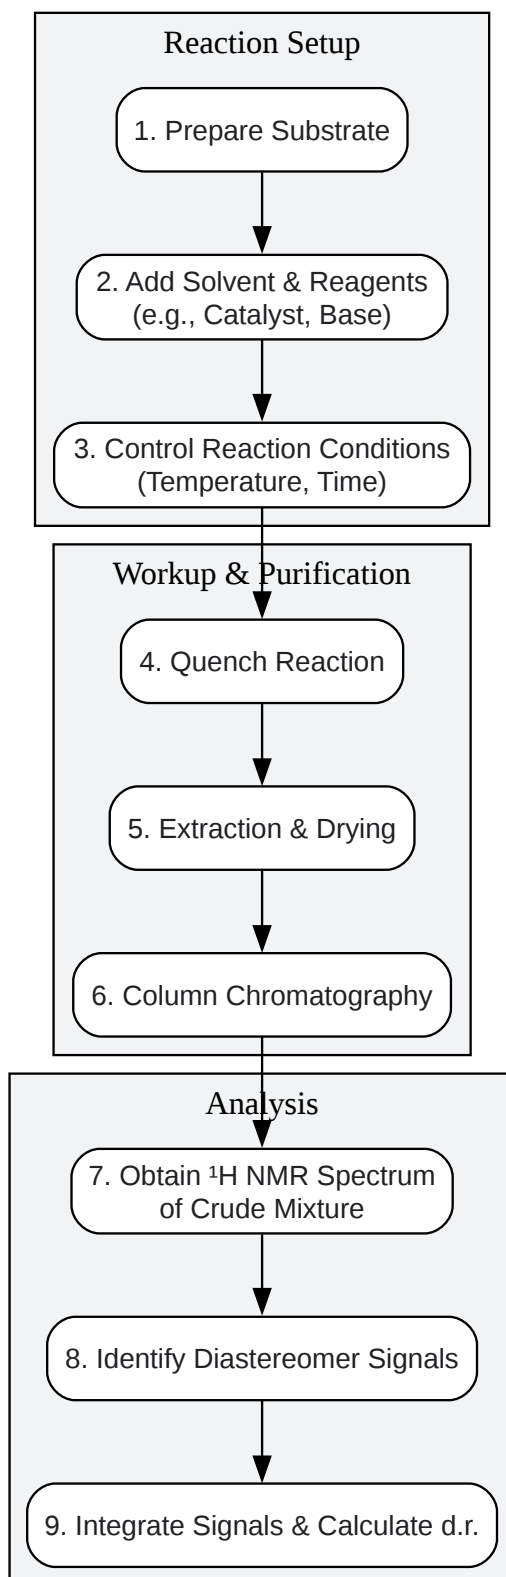 Reaction Setup
1. Prepare Substrate
2. Add Solvent & Reagents
(e.g., Catalyst, Base)
3. Control Reaction Conditions
(Temperature, Time)
Workup & Purification
4. Quench Reaction
5. Extraction & Drying
6. Column Chromatography
Analysis
7. Obtain ¹H NMR Spectrum
of Crude Mixture
8. Identify Diastereomer Signals
9. Integrate Signals & Calculate d.r.